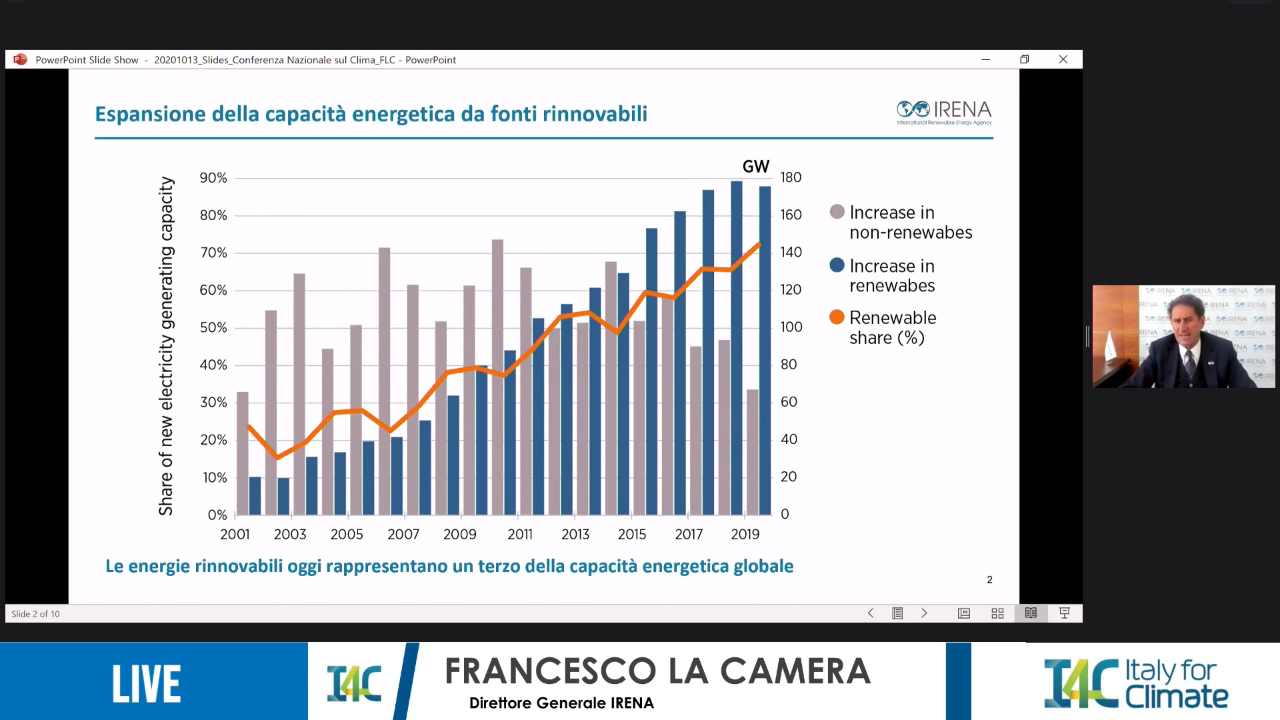 PowerPoint Slide Show - 20201013_Slides_Conferenza Nazionale sul Clima_FLC - PowerPoint
Espansione della capacità energetica da fonti rinnovabili
IRENA
International Renewable Energy Agency
GW
Share of new electricity generating capacity
90%
80%
70%
60%
50%
40%
30%
20%
10%
0%
180
160
140
120
100
80
60
40
20
0
2001 2003 2005 2007 2009 2011 2013 2015 2017 2019
Increase in
non-renewabes
Increase in
renewabes
Renewable
share (%)
Le energie rinnovabili oggi rappresentano un terzo della capacità energetica globale
2
Slide 2 of 10
IRENA
LIVE
I4C
FRANCESCO LA CAMERA
Direttore Generale IRENA
I4C
Italy for
Climate